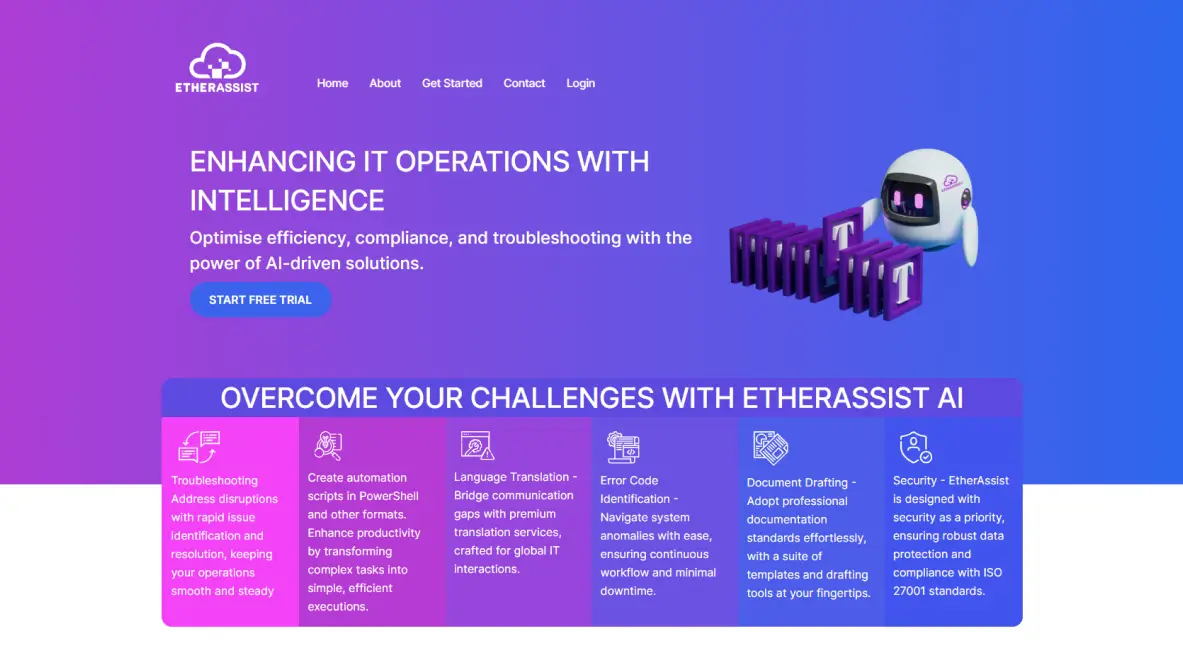 ETHERASSIST
Home About Get Started Contact Login
ENHANCING IT OPERATIONS WITH
INTELLIGENCE
Optimise efficiency, compliance, and troubleshooting with the
power of AI-driven solutions.
START FREE TRIAL
ETHERASSIST
T
T
OVERCOME YOUR CHALLENGES WITH ETHERASSIST AI
Troubleshooting
Address disruptions
with rapid issue
identification and
resolution, keeping
your operations
smooth and steady
Create automation
scripts in PowerShell
and other formats.
Enhance productivity
by transforming
complex tasks into
simple, efficient
executions.
Language Translation -
Bridge communication
gaps with premium
translation services,
crafted for global IT
interactions.
Error Code
Identification -
Navigate system
anomalies with ease,
ensuring continuous
workflow and minimal
downtime.
Document Drafting -
Adopt professional
documentation
standards effortlessly,
with a suite of
templates and drafting
tools at your fingertips.
Security - EtherAssist
is designed with
security as a priority,
ensuring robust data
protection and
compliance with ISO
27001 standards.